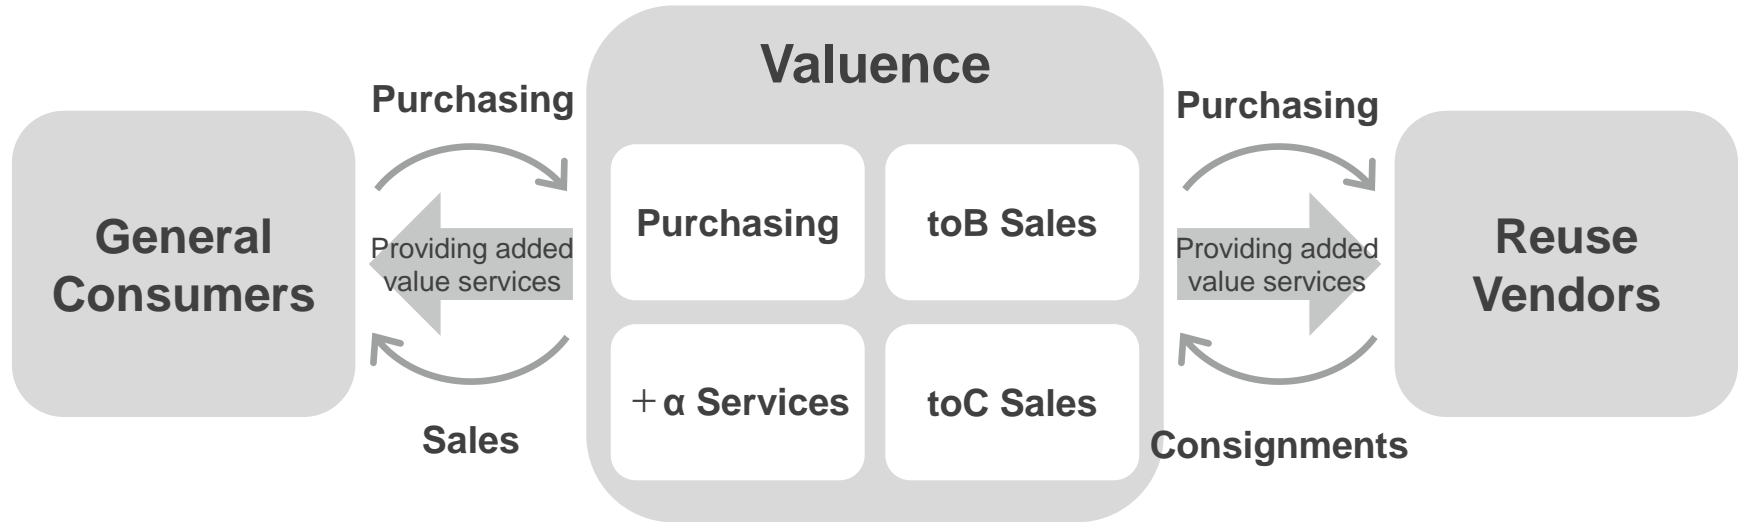 Valuence
General
Consumers
Purchasing
Providing added
value services
Sales
Purchasing
toB Sales
＋α Services
toC Sales
Purchasing
Providing added
value services
Consignments
Reuse
Vendors